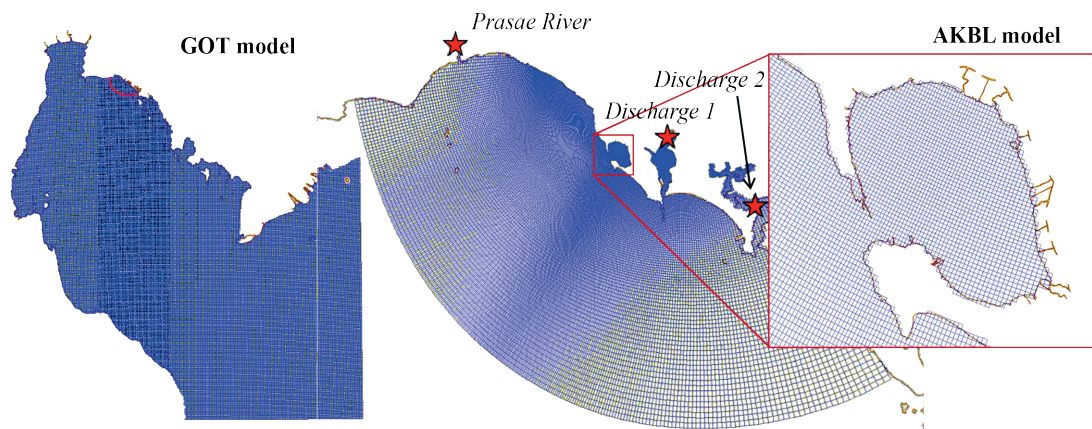 Prasae River
GOT model
AKBL model
Discharge 2
Discharge 1